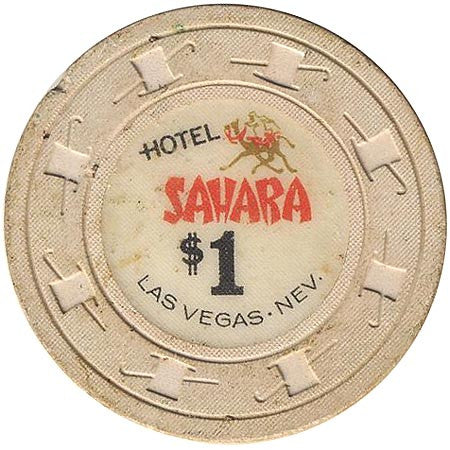 HOTEL
SAHARA
$1
LAS VEGAS • NEV.